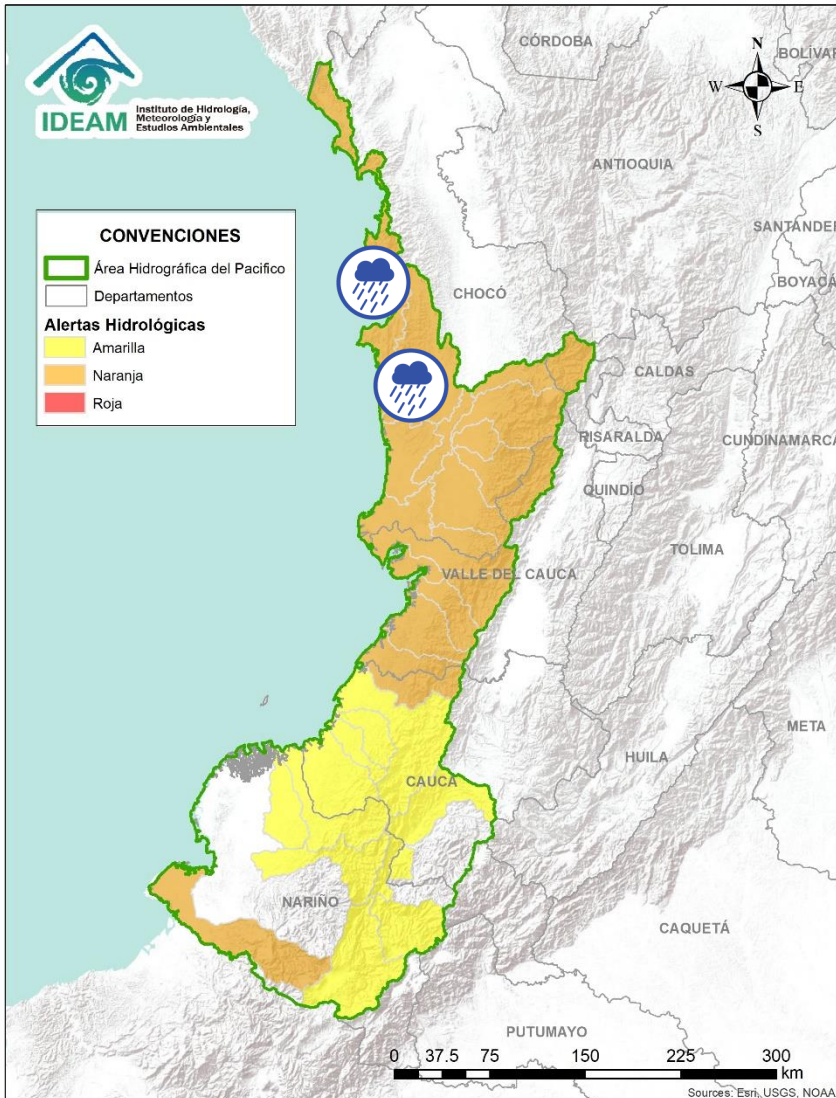 IDEAM
Instituto de Hidrología,
Meteorología y
Estudios Ambientales
CONVENCIONES
Área Hidrográfica del Pacifico
Departamentos
Alertas Hidrológicas
Amarilla
Naranja
Roja
N
W
E
S
CÓRDOBA
BOLÍVAR
ANTIOQUIA
SANTANDER
BOYACÁ
CHOCÓ
CALDAS
RISARALDA
CUNDINAMARCA
QUINDÍO
TOLIMA
VALLE DEL CAUCA
META
HUILA
CAUCA
NARIÑO
CAQUETÁ
PUTUMAYO
0 37.5 75 150 225 300
km
Sources: Esri, USGS, NOAA